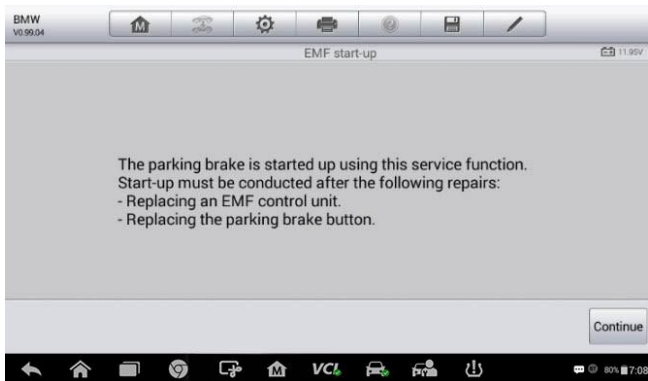 BMW
V0.99.04
M
EMF start-up
11.95V
The parking brake is started up using this service function.
Start-up must be conducted after the following repairs:
- Replacing an EMF control unit.
- Replacing the parking brake button.
Continue
M
VCI
80%
7:08